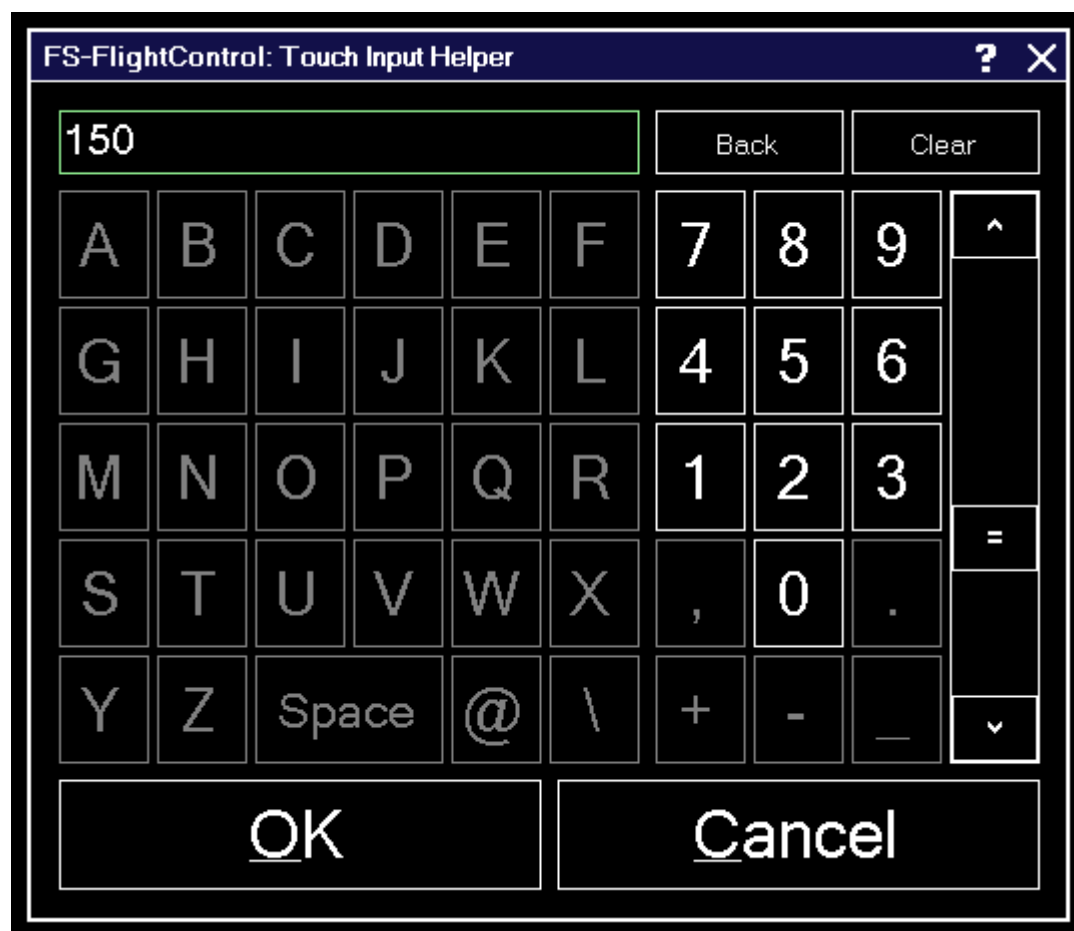 FS-FlightControl: Touch Input Helper ? X
150 Back Clear
A B C D E F 7 8 9 ^
G H I J K L 4 5 6
M N O P Q R 1 2 3
=
S T U V W X , 0 .
Y Z Space @ \ + - _
OK Cancel